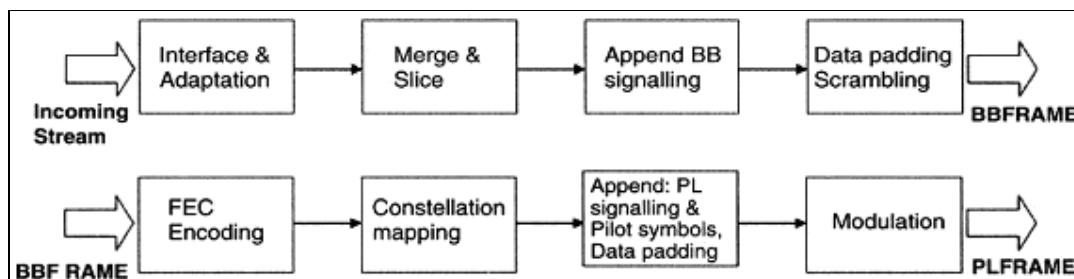 Interface &
Adaptation
Merge &
Slice
Append BB
signalling
Data padding
Scrambling
Incoming
Stream
BBFRAME
FEC
Encoding
Constellation
mapping
Append: PL
signalling &
Pilot symbols,
Data padding
Modulation
BBF RAME
PLFRAME